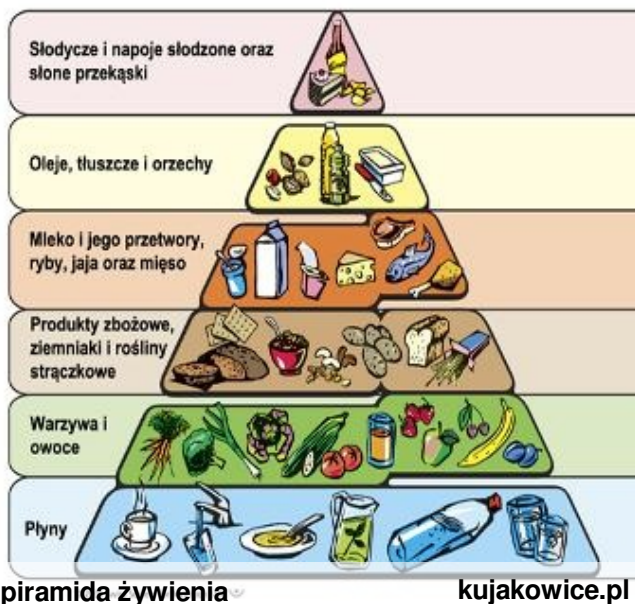 Słodycze i napoje słodzone oraz
słone przekąski
Oleje, tłuszcze i orzechy
Mleko i jego przetwory,
ryby, jaja oraz mięso
Produkty zbożowe,
ziemniaki i rośliny
strączkowe
Warzywa i
owoce
Płyny
piramida żywienia
kujakowice.pl